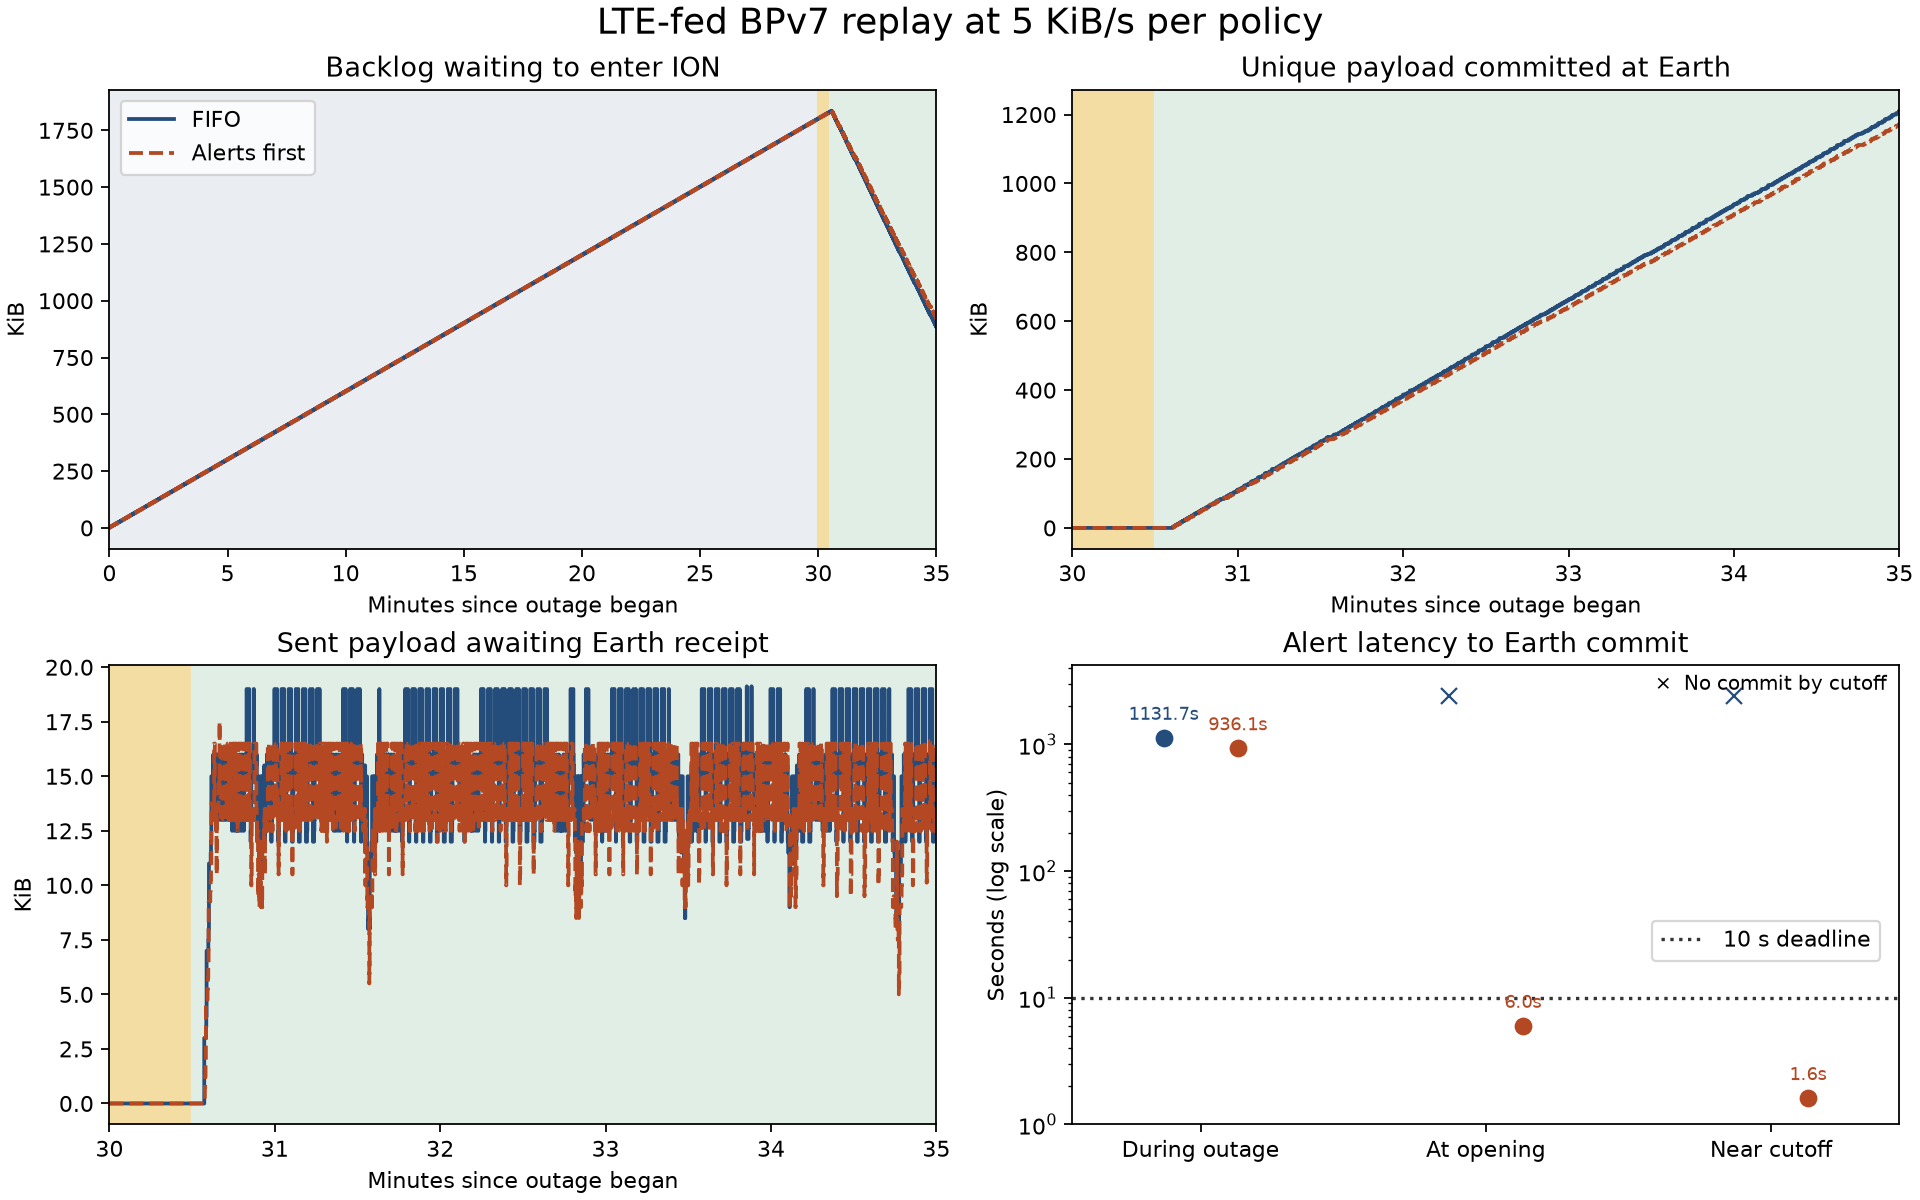 LTE-fed BPv7 replay at 5 KiB/s per policy
Backlog waiting to enter ION
FIFO
Alerts first
1750
1500
1250
1000
750
500
250
0
KiB
0 5 10 15 20 25 30 35
Minutes since outage began
Unique payload committed at Earth
1200
1000
800
600
400
200
0
KiB
30 31 32 33 34 35
Minutes since outage began
Sent payload awaiting Earth receipt
20.0
17.5
15.0
12.5
10.0
7.5
5.0
2.5
0.0
KiB
30 31 32 33 34 35
Minutes since outage began
Alert latency to Earth commit
× No commit by cutoff
1131.7s
936.1s
10³
10²
10 s deadline
10¹
6.0s
1.6s
10⁰
Seconds (log scale)
During outage At opening Near cutoff